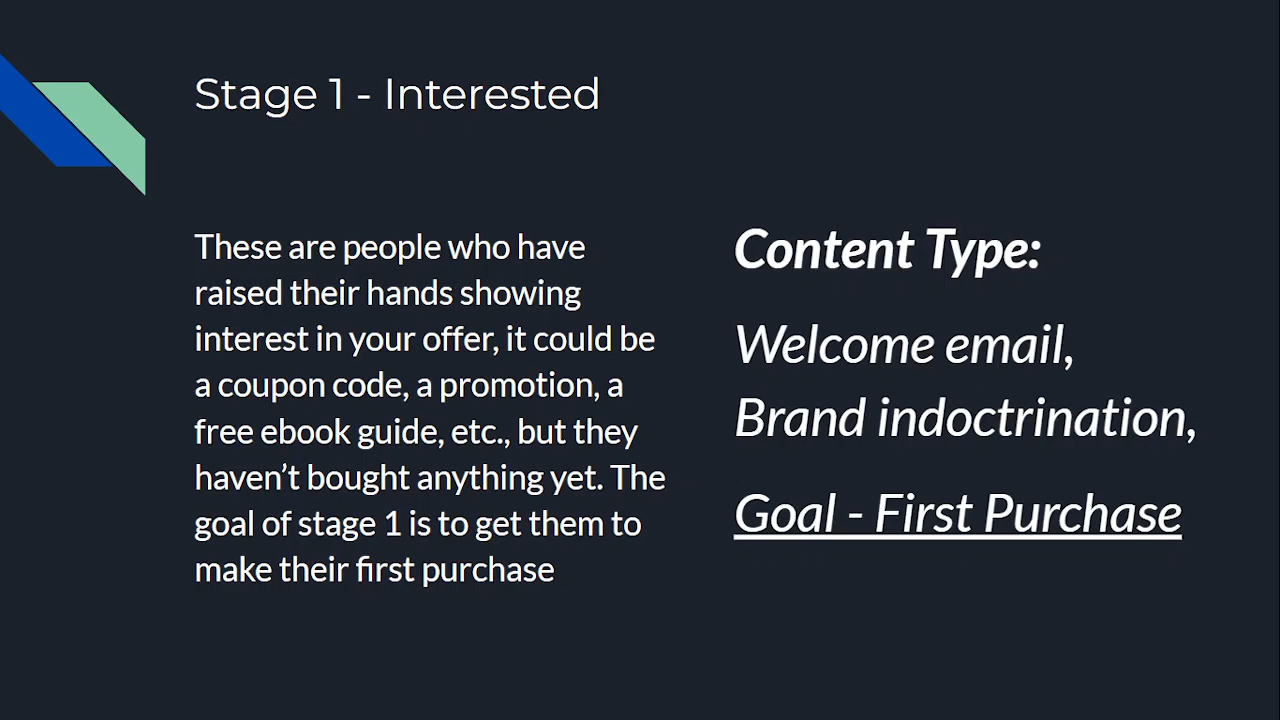 Stage 1 - Interested
These are people who have
raised their hands showing
interest in your offer, it could be
a coupon code, a promotion, a
free ebook guide, etc., but they
haven’t bought anything yet. The
goal of stage 1 is to get them to
make their first purchase
Content Type:
Welcome email,
Brand indoctrination,
Goal - First Purchase